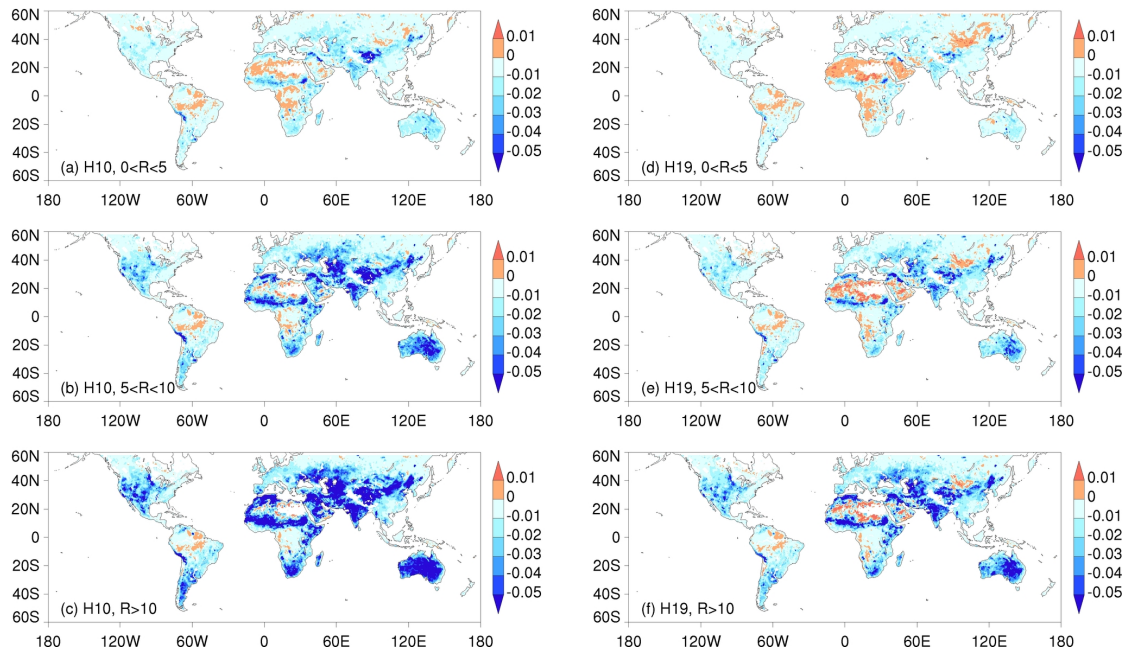 60N
40N
20N
0
20S
40S
60S
(a) H10, 0<R<5
180 120W 60W 0 60E 120E 180
0.01
0
-0.01
-0.02
-0.03
-0.04
-0.05
60N
40N
20N
0
20S
40S
60S
(d) H19, 0<R<5
180 120W 60W 0 60E 120E 180
0.01
0
-0.01
-0.02
-0.03
-0.04
-0.05
60N
40N
20N
0
20S
40S
60S
(b) H10, 5<R<10
180 120W 60W 0 60E 120E 180
0.01
0
-0.01
-0.02
-0.03
-0.04
-0.05
60N
40N
20N
0
20S
40S
60S
(e) H19, 5<R<10
180 120W 60W 0 60E 120E 180
0.01
0
-0.01
-0.02
-0.03
-0.04
-0.05
60N
40N
20N
0
20S
40S
60S
(c) H10, R>10
180 120W 60W 0 60E 120E 180
0.01
0
-0.01
-0.02
-0.03
-0.04
-0.05
60N
40N
20N
0
20S
40S
60S
(f) H19, R>10
180 120W 60W 0 60E 120E 180
0.01
0
-0.01
-0.02
-0.03
-0.04
-0.05